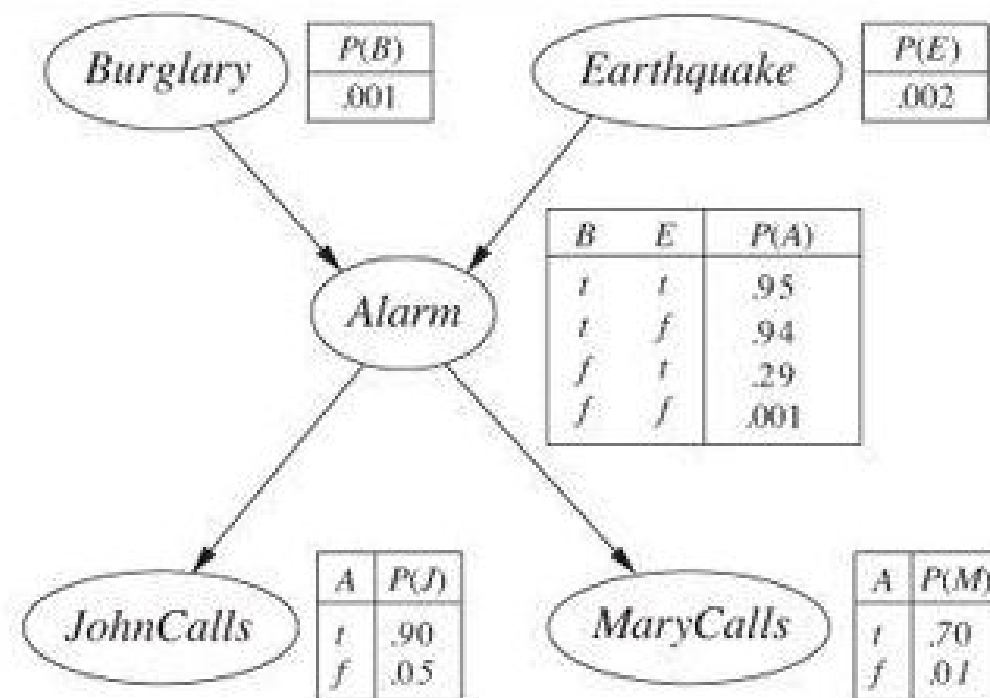 Burglary
P(B)
.001
Earthquake
P(E)
.002
B E P(A)
t t .95
t f .94
f t .29
f f .001
Alarm
JohnCalls
A P(J)
t .90
f .05
MaryCalls
A P(M)
t .70
f .01